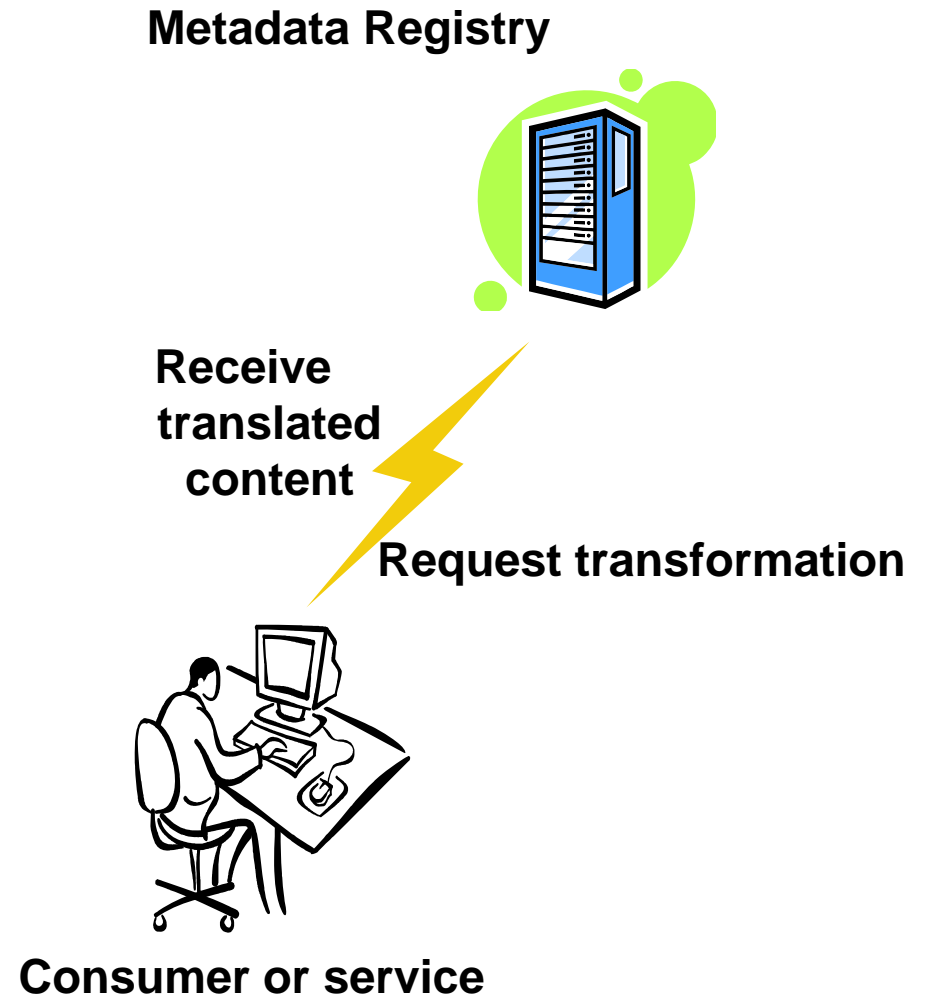 Metadata Registry
Receive
translated
content
Request transformation
Consumer or service